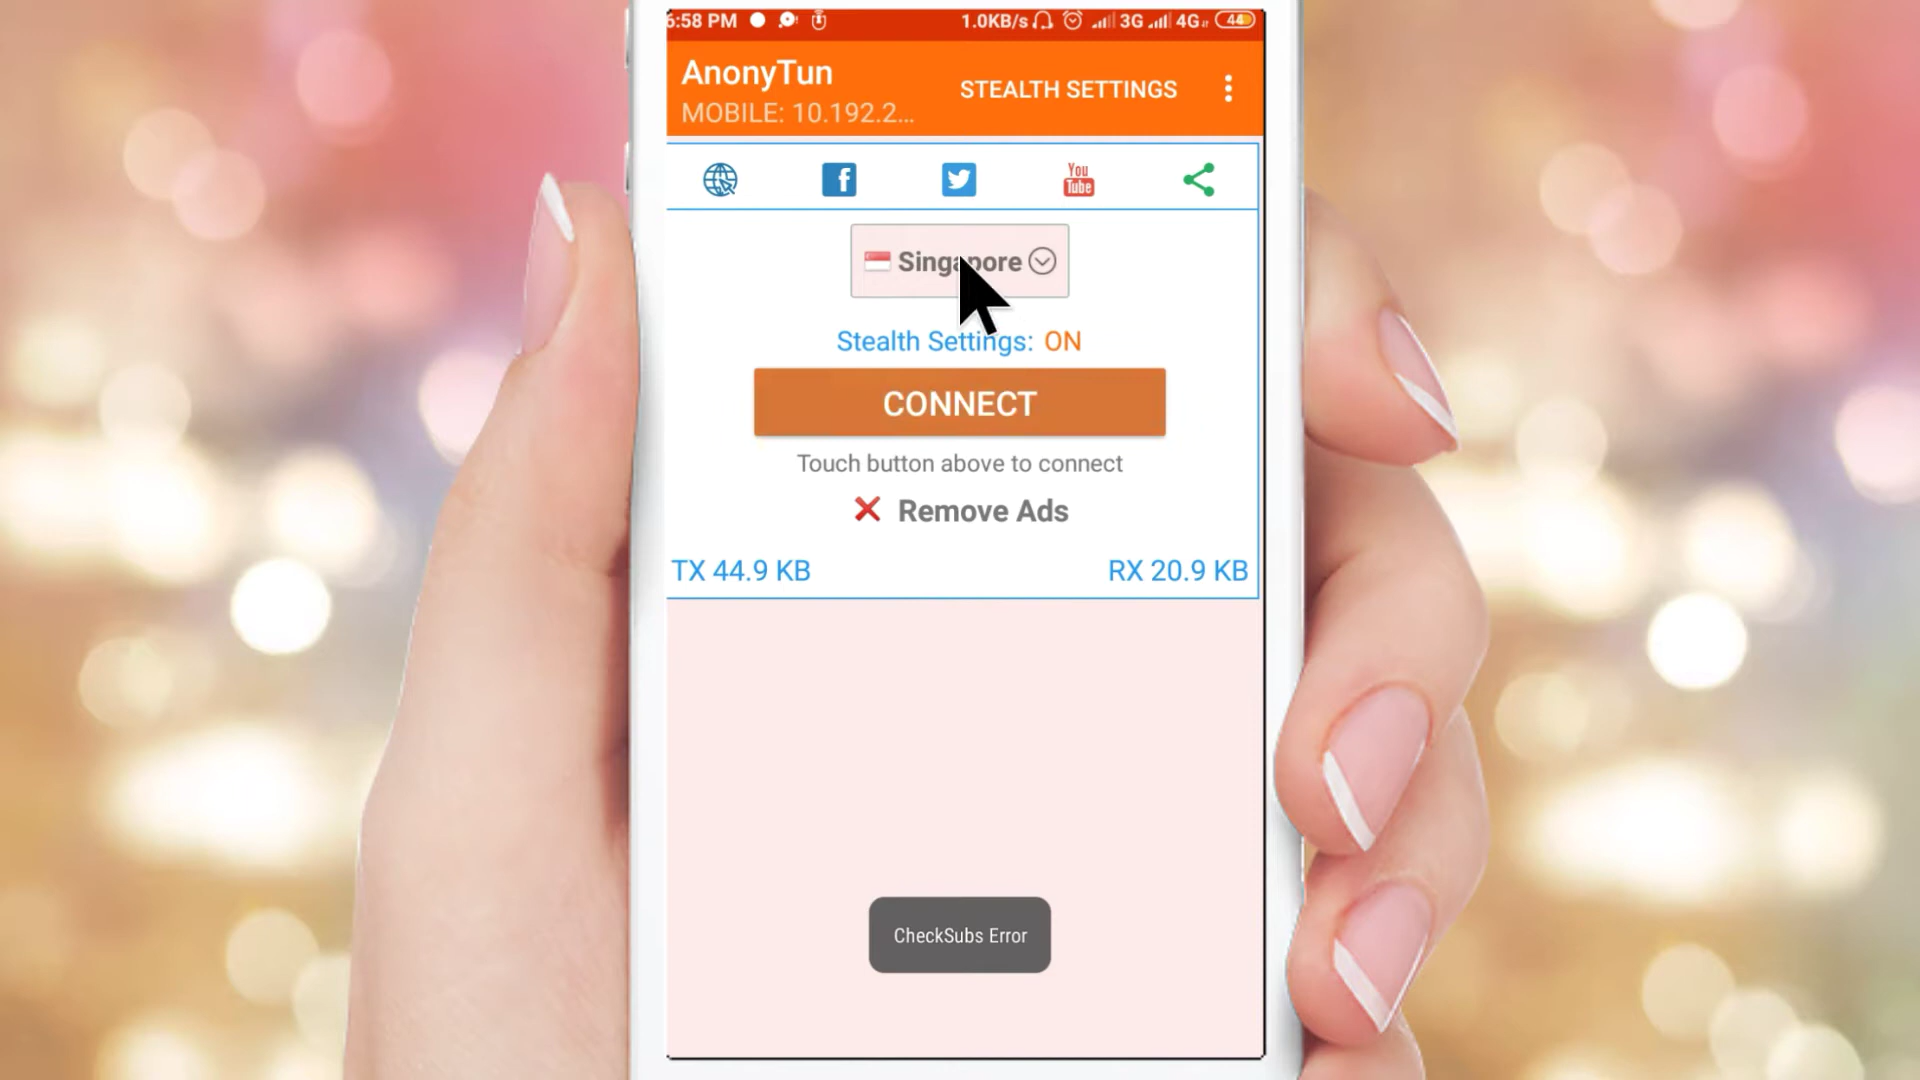 6:58 PM 1.0KB/s 3G 4G 44
AnonyTun
STEALTH SETTINGS
MOBILE: 10.192.2...
f
You
Tube
Singapore
Stealth Settings: ON
CONNECT
Touch button above to connect
Remove Ads
TX 44.9 KB RX 20.9 KB
CheckSubs Error